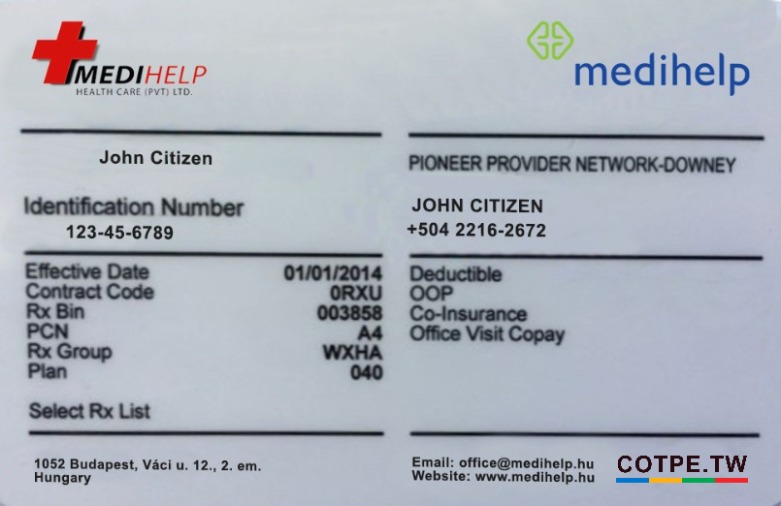 MEDIHELP
HEALTH CARE (PVT) LTD.
medihelp
John Citizen
PIONEER PROVIDER NETWORK-DOWNEY
Identification Number
123-45-6789
JOHN CITIZEN
+504 2216-2672
Effective Date 01/01/2014
Contract Code 0RXU
Rx Bin 003858
PCN A4
Rx Group WXHA
Plan 040
Select Rx List
Deductible
OOP
Co-Insurance
Office Visit Copay
1052 Budapest, Váci u. 12., 2. em.
Hungary
Email: office@medihelp.hu
Website: www.medihelp.hu
COTPE.TW